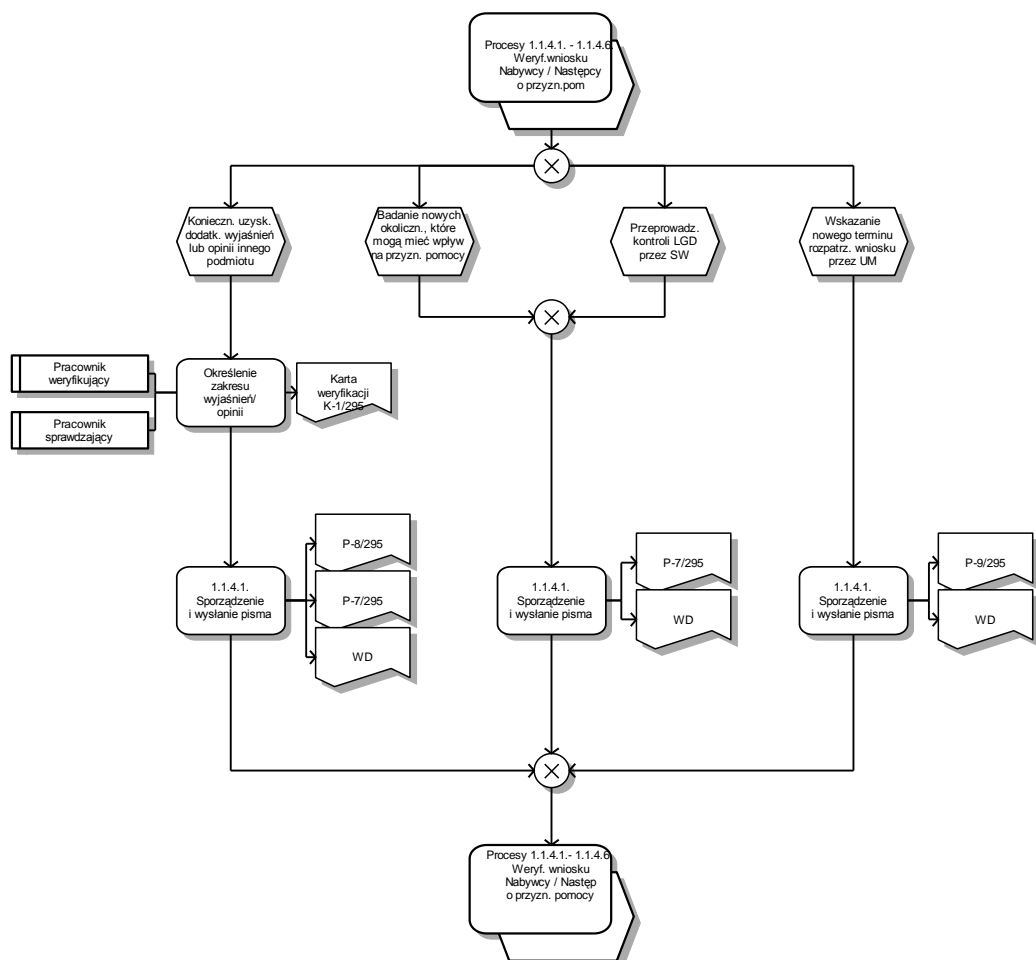 Procesy 1.1.4.1. - 1.1.4.6.
Weryf.wniosku
Nabywcy / Następcy
o przyzn.pom
Konieczn. uzysk.
dodatk. wyjaśnień
lub opinii innego
podmiotu
Badanie nowych
okoliczn., które
mogą mieć wpływ
na przyzn. pomocy
Przeprowadz.
kontroli LGD
przez SW
Wskazanie
nowego terminu
rozpatrz. wniosku
przez UM
Pracownik
weryfikujący
Pracownik
sprawdzający
Określenie
zakresu
wyjaśnień/
opinii
Karta
weryfikacji
K-1/295
1.1.4.1.
Sporządzenie
i wysłanie pisma
P-8/295
P-7/295
WD
1.1.4.1.
Sporządzenie
i wysłanie pisma
P-7/295
WD
1.1.4.1.
Sporządzenie
i wysłanie pisma
P-9/295
WD
Procesy 1.1.4.1.- 1.1.4.6
Weryf. wniosku
Nabywcy / Następ
o przyzn. pomocy